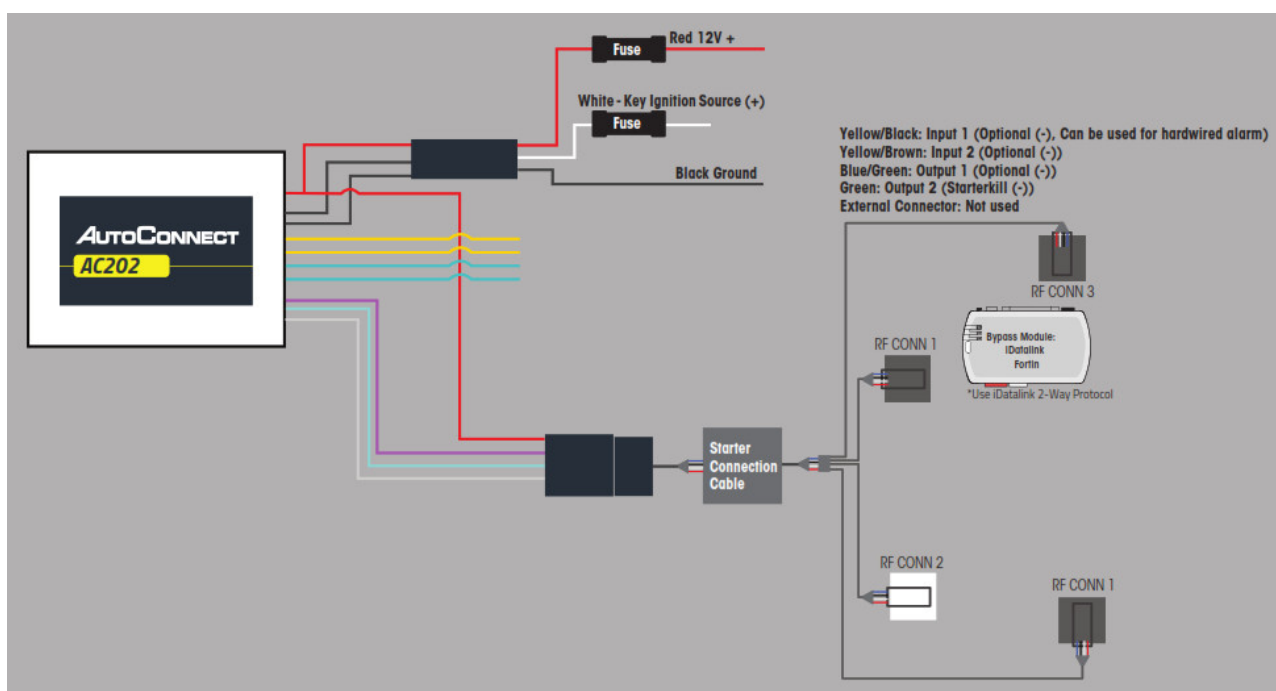 Red 12V +
Fuse
White - Key Ignition Source (+)
Fuse
Black Ground
Yellow/Black: Input 1 (Optional (-), Can be used for hardwired alarm)
Yellow/Brown: Input 2 (Optional (-))
Blue/Green: Output 1 (Optional (-))
Green: Output 2 (Starterkill (-))
External Connector: Not used
AUTOCONNECT
AC202
RF CONN 3
RF CONN 1
Bypass Module:
iDatalink
Fortin
*Use iDatalink 2-Way Protocol
Starter
Connection
Cable
RF CONN 2
RF CONN 1